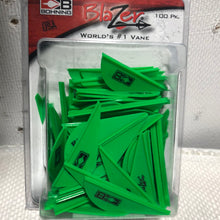 BOHNING
Blazer
100 Pk.
World's #1 Vane